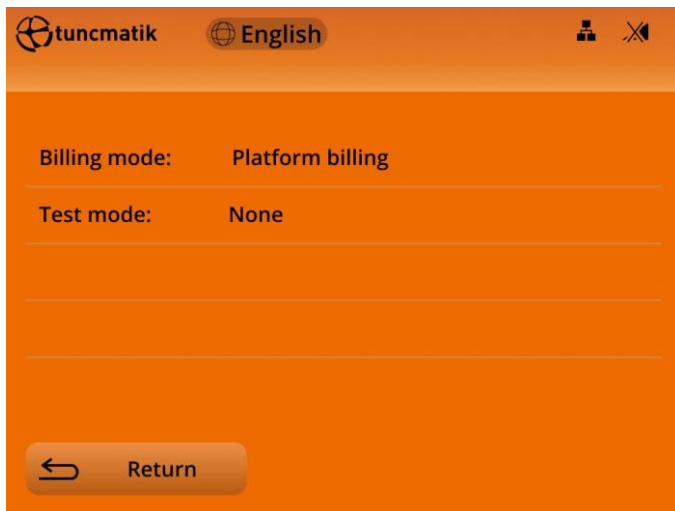 tuncmatik English
Billing mode: Platform billing
Test mode: None
Return